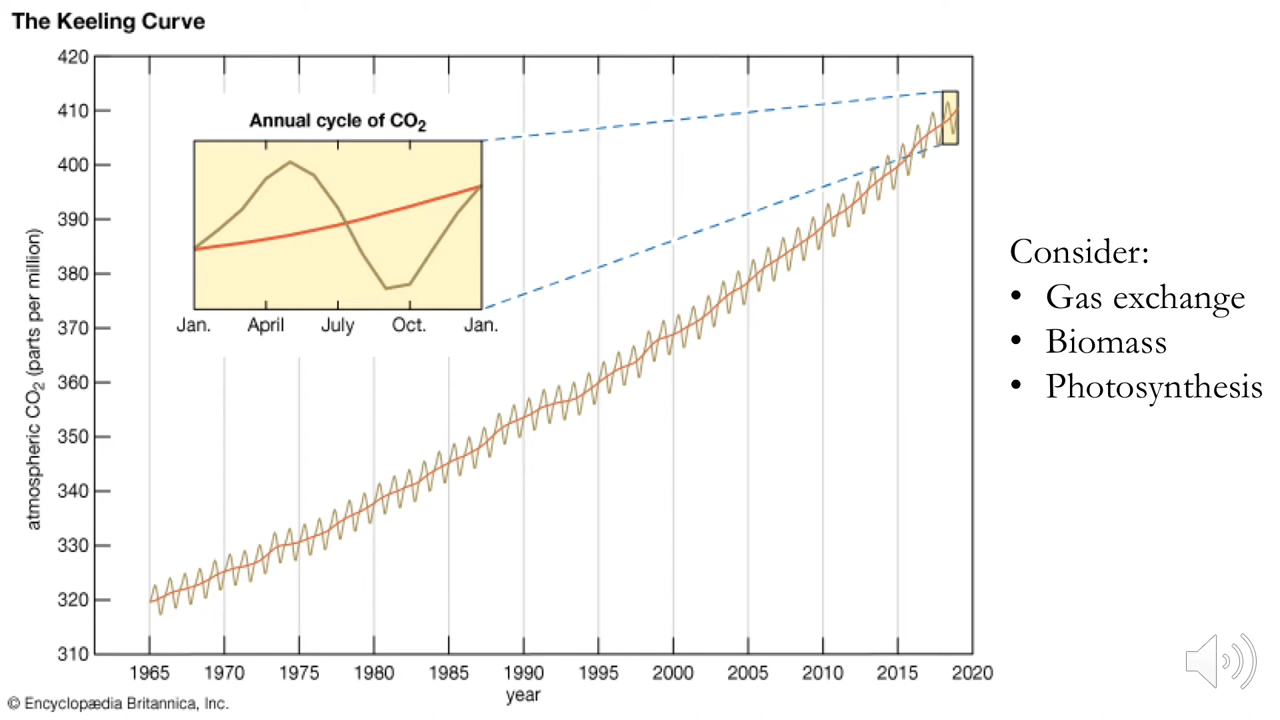 The Keeling Curve
420
410
400
390
380
370
360
350
340
330
320
310
atmospheric CO₂ (parts per million)
Annual cycle of CO₂
Jan. April July Oct. Jan.
1965 1970 1975 1980 1985 1990 1995 2000 2005 2010 2015 2020
year
© Encyclopædia Britannica, Inc.
Consider:
• Gas exchange
• Biomass
• Photosynthesis